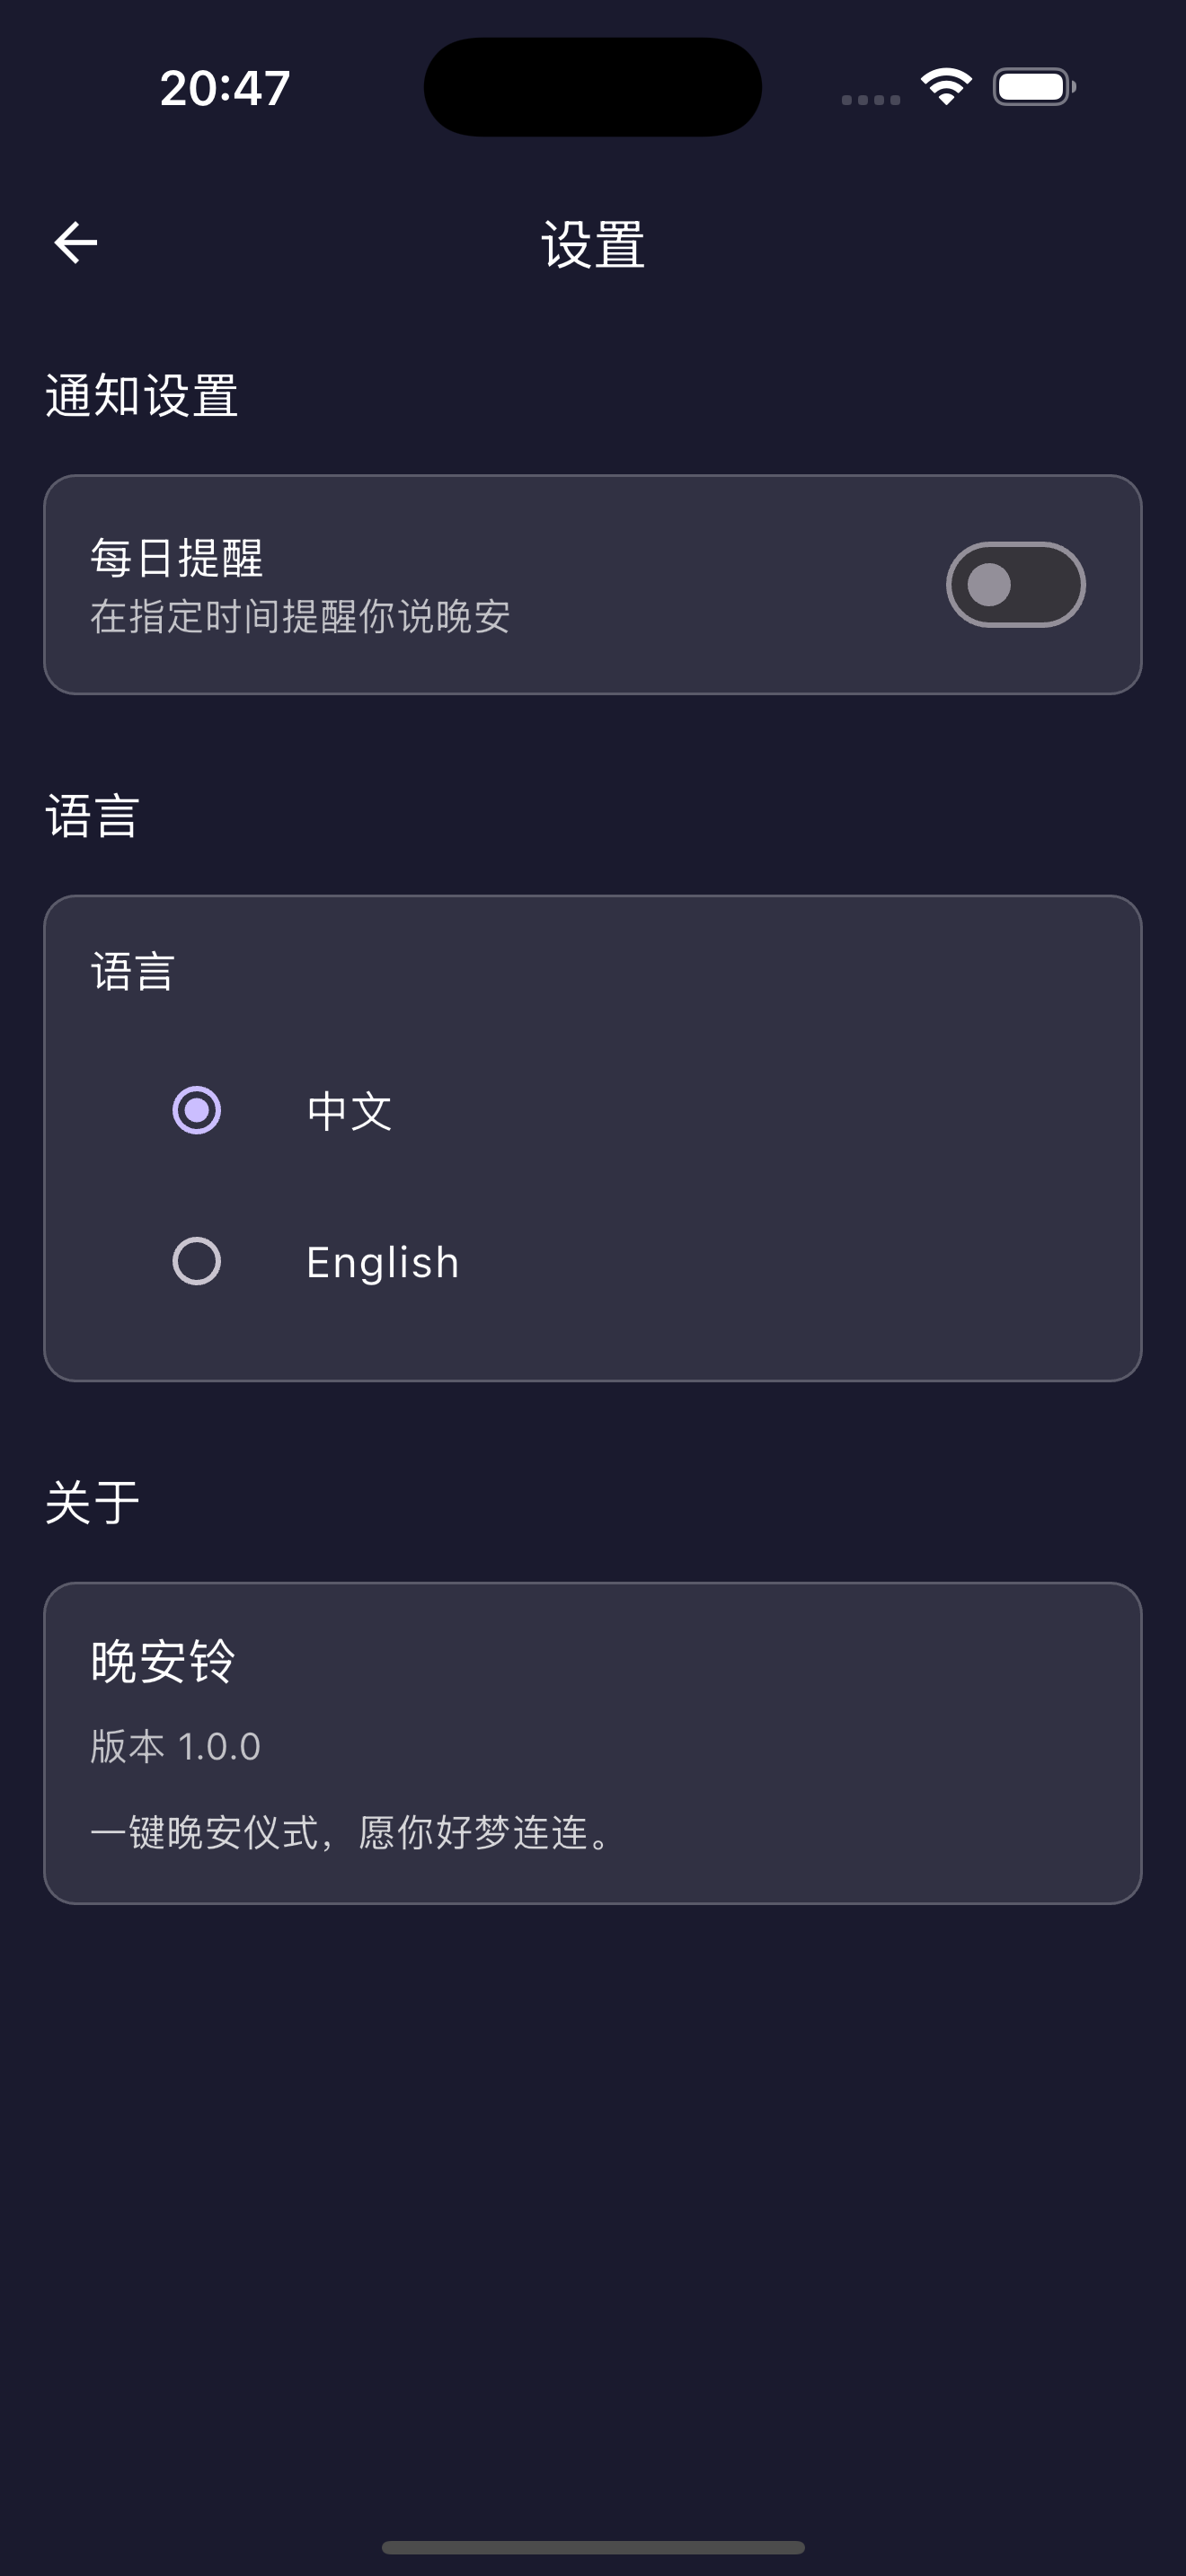 20:47
设置
通知设置
每日提醒
在指定时间提醒你说晚安
语言
语言
中文
English
关于
晚安铃
版本 1.0.0
一键晚安仪式，愿你好梦连连。